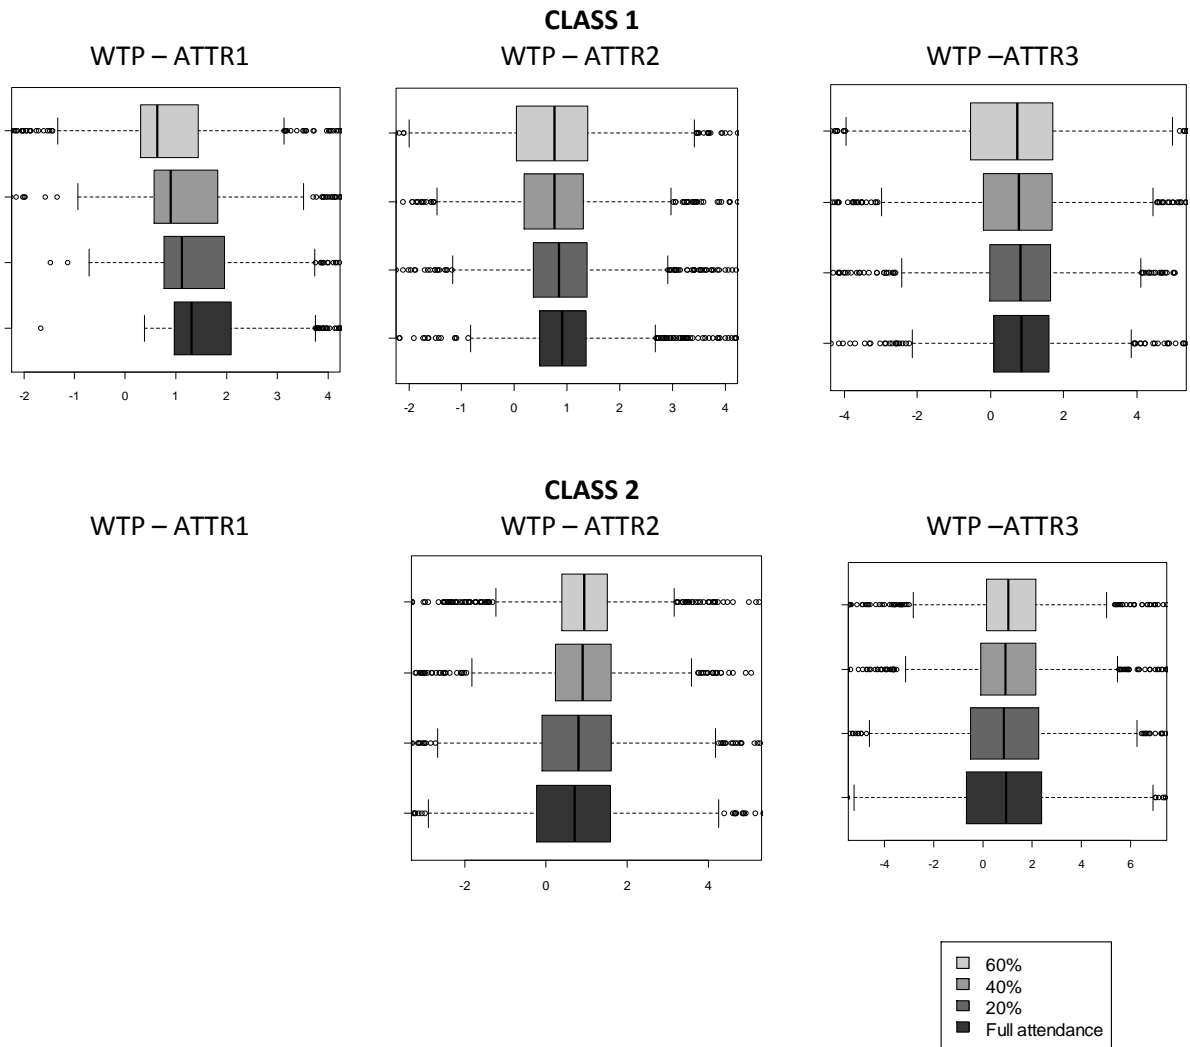 CLASS 1
WTP – ATTR1 WTP – ATTR2 WTP –ATTR3
-2 -1 0 1 2 3 4 -2 -1 0 1 2 3 4 -4 -2 0 2 4
CLASS 2
WTP – ATTR1 WTP – ATTR2 WTP –ATTR3
-2 0 2 4 -4 -2 0 2 4 6
60%
40%
20%
Full attendance